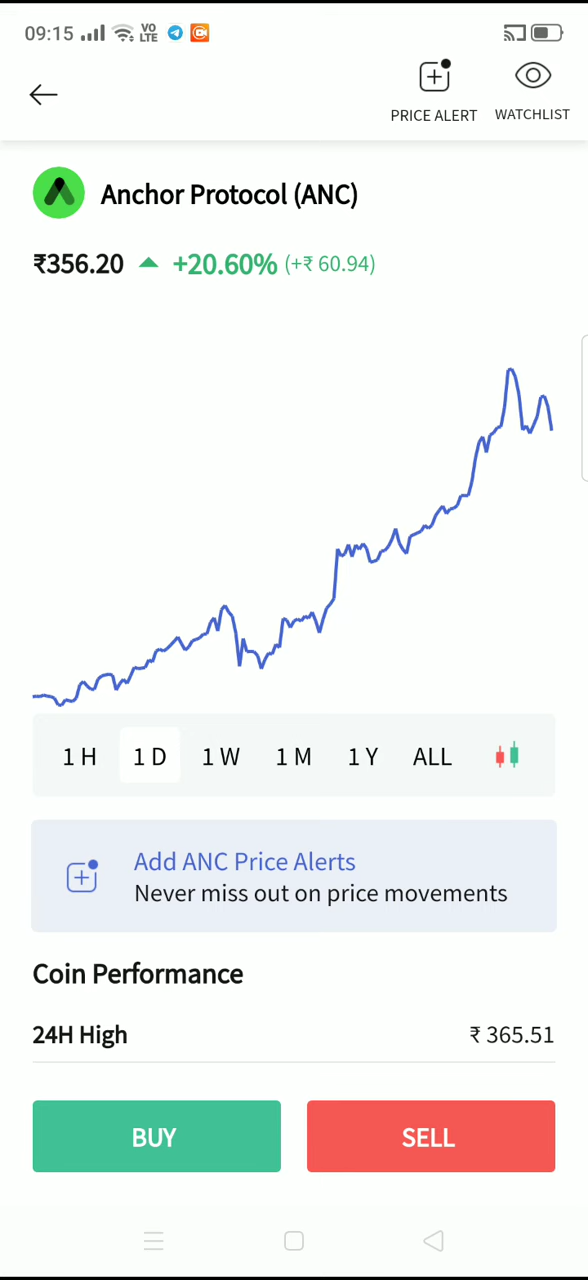 09:15 VO LTE
PRICE ALERT WATCHLIST
Anchor Protocol (ANC)
₹356.20 +20.60% (+₹ 60.94)
1 H 1 D 1 W 1 M 1 Y ALL
Add ANC Price Alerts
Never miss out on price movements
Coin Performance
24H High ₹ 365.51
BUY SELL